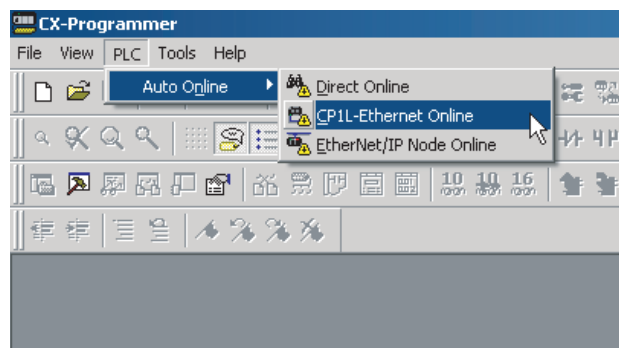 CX-Programmer
File View PLC Tools Help
Auto Online
Direct Online
CP1L-Ethernet Online
EtherNet/IP Node Online
10 10 16